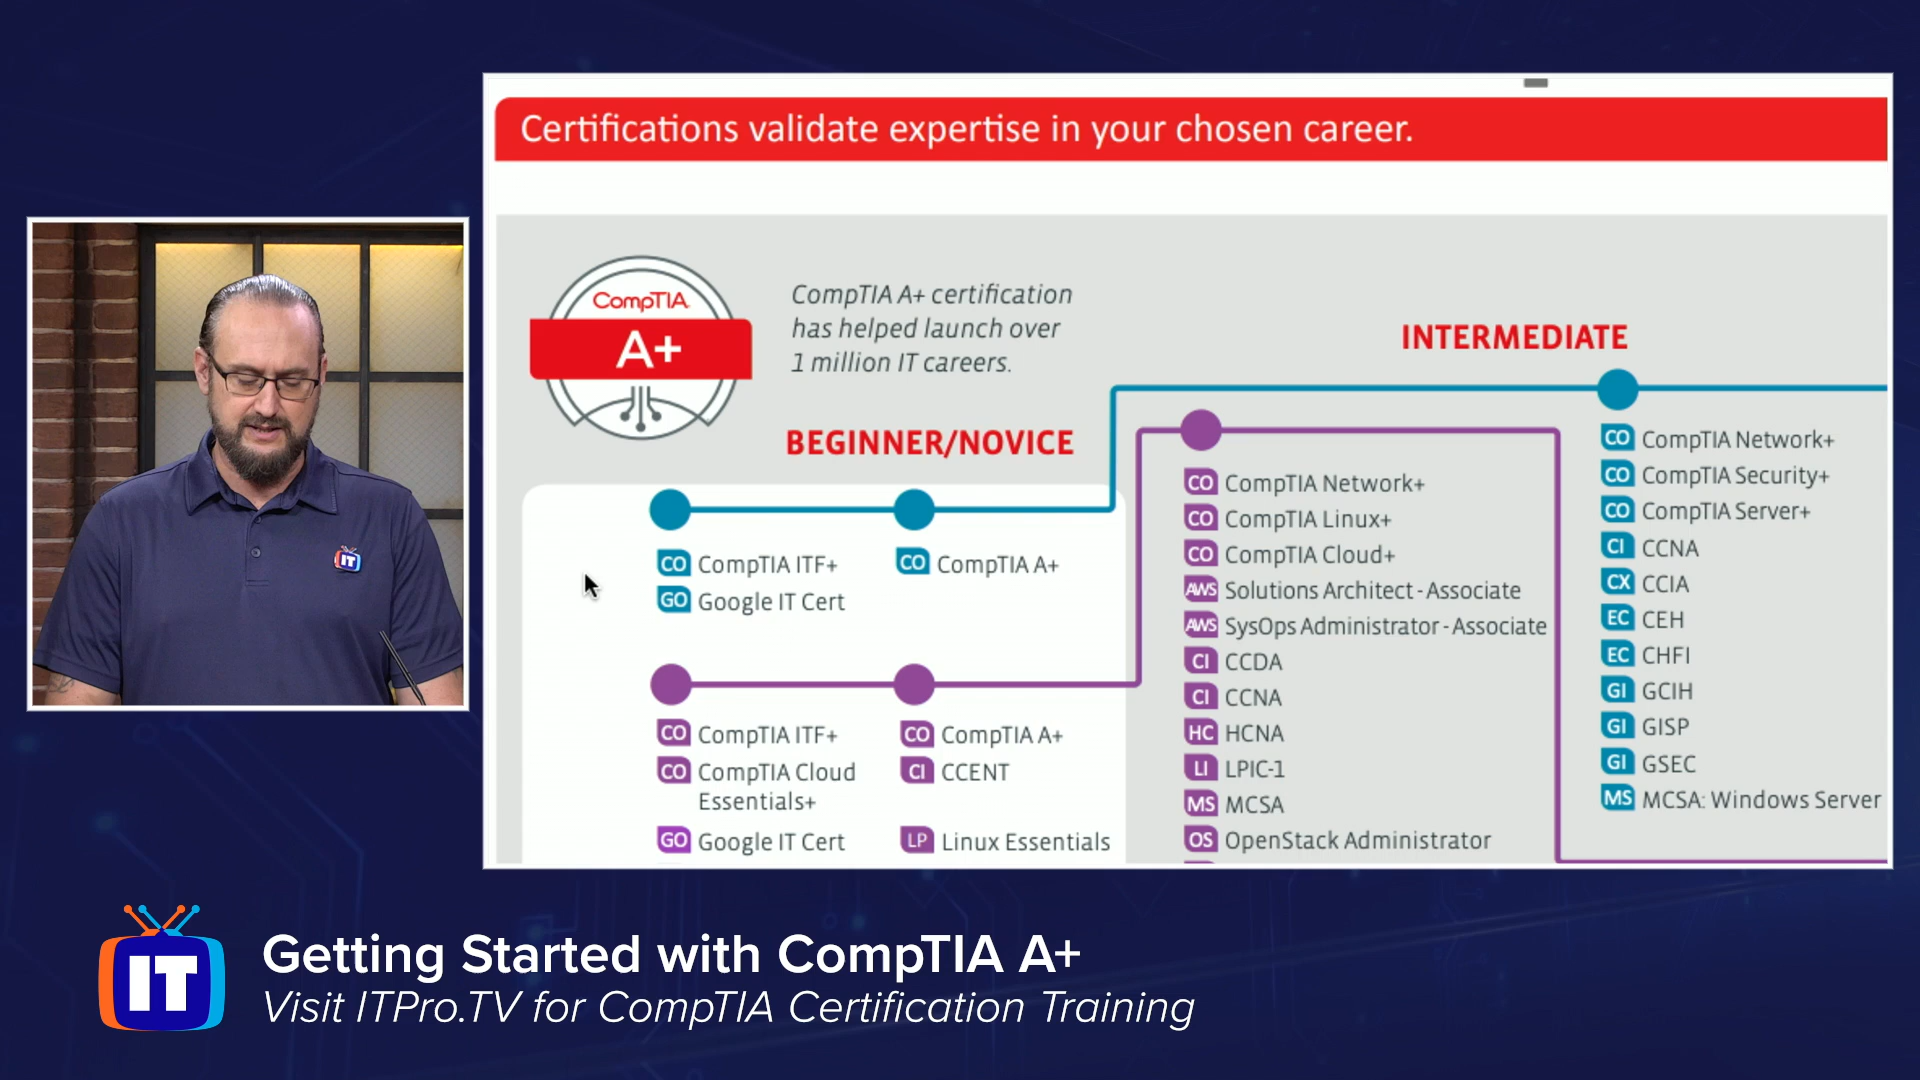 Certifications validate expertise in your chosen career.
CompTIA
A+
CompTIA A+ certification
has helped launch over
1 million IT careers.
BEGINNER/NOVICE
INTERMEDIATE
CO CompTIA ITF+
GO Google IT Cert
CO CompTIA A+
CO CompTIA ITF+
CO CompTIA Cloud
Essentials+
GO Google IT Cert
CO CompTIA A+
CI CCENT
LP Linux Essentials
CO CompTIA Network+
CO CompTIA Linux+
CO CompTIA Cloud+
AWS Solutions Architect - Associate
AWS SysOps Administrator - Associate
CI CCDA
CI CCNA
HC HCNA
LI LPIC-1
MS MCSA
OS OpenStack Administrator
CO CompTIA Network+
CO CompTIA Security+
CO CompTIA Server+
CI CCNA
CX CCIA
EC CEH
EC CHFI
GI GCIH
GI GISP
GI GSEC
MS MCSA: Windows Server
IT
IT
Getting Started with CompTIA A+
Visit ITPro.TV for CompTIA Certification Training